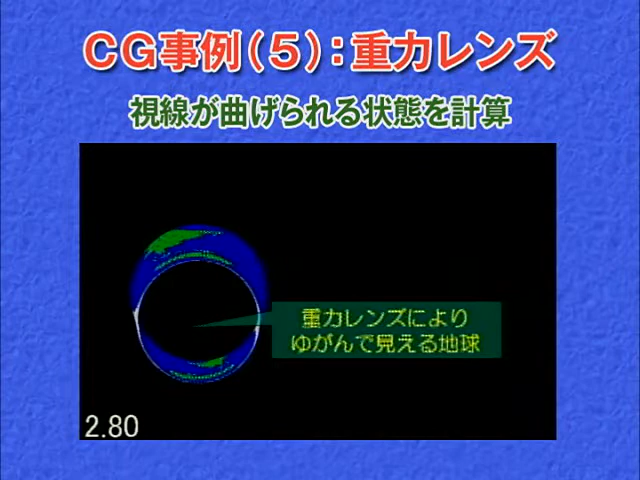 CG事例（５）：重力レンズ
視線が曲げられる状態を計算
重力レンズにより
ゆがんで見える地球
2.80